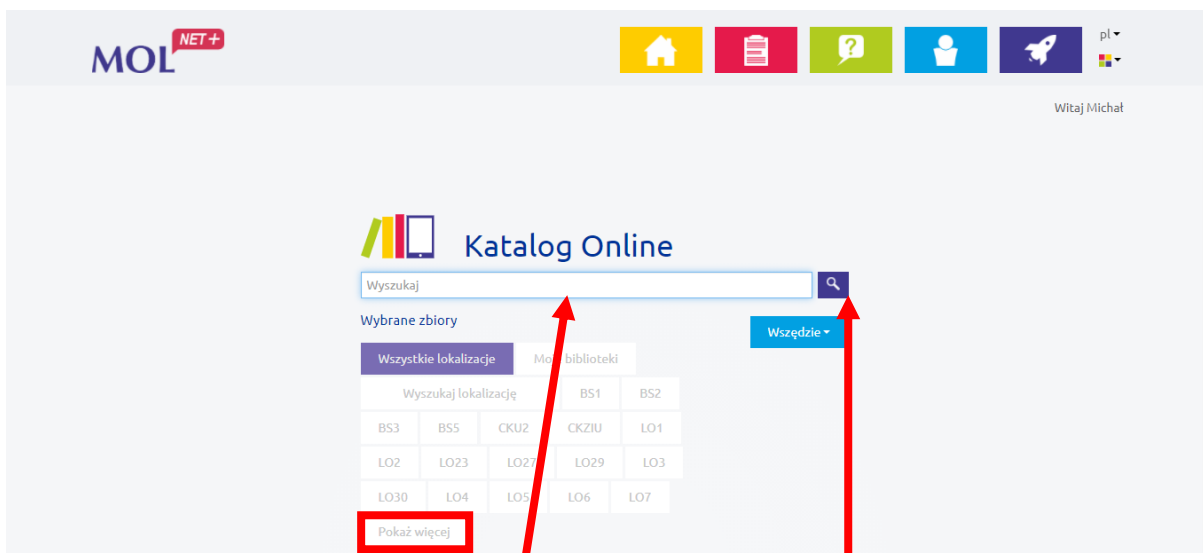 MOL NET+
pl
Witaj Michał
Katalog Online
Wyszukaj
Wybrane zbiory
Wszędzie
Wszystkie lokalizacje biblioteki
Wyszukaj lokalizację BS1 BS2
BS3 BS5 CKU2 CKZIU LO1
LO2 LO23 LO27 LO29 LO3
LO30 LO4 LO5 LO6 LO7
Pokaż więcej